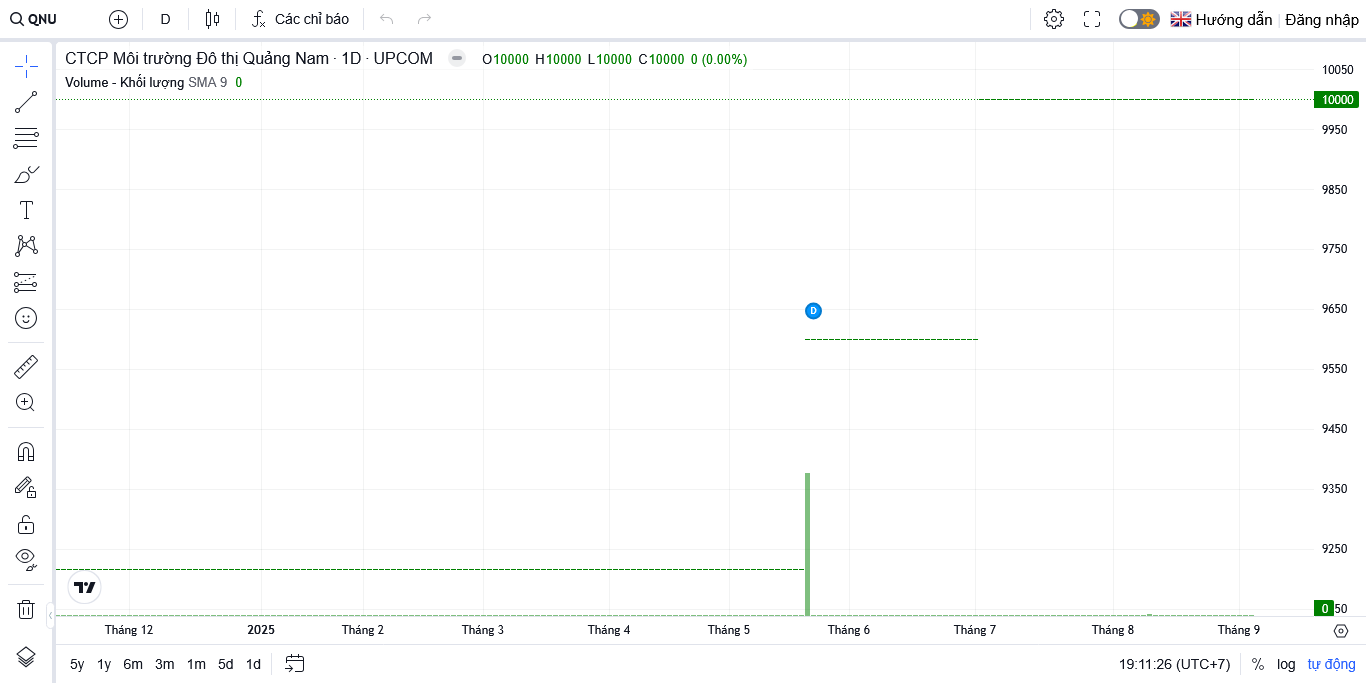 QNU D Các chỉ báo Hướng dẫn Đăng nhập
CTCP Môi trường Đô thị Quảng Nam · 1D · UPCOM O10000 H10000 L10000 C10000 0 (0.00%)
Volume - Khối lượng SMA 9 0
10050
10000
9950
9850
9750
9650
D
9550
9450
9350
9250
0 50
Tháng 12 2025 Tháng 2 Tháng 3 Tháng 4 Tháng 5 Tháng 6 Tháng 7 Tháng 8 Tháng 9
5y 1y 6m 3m 1m 5d 1d 19:11:26 (UTC+7) % log tự động